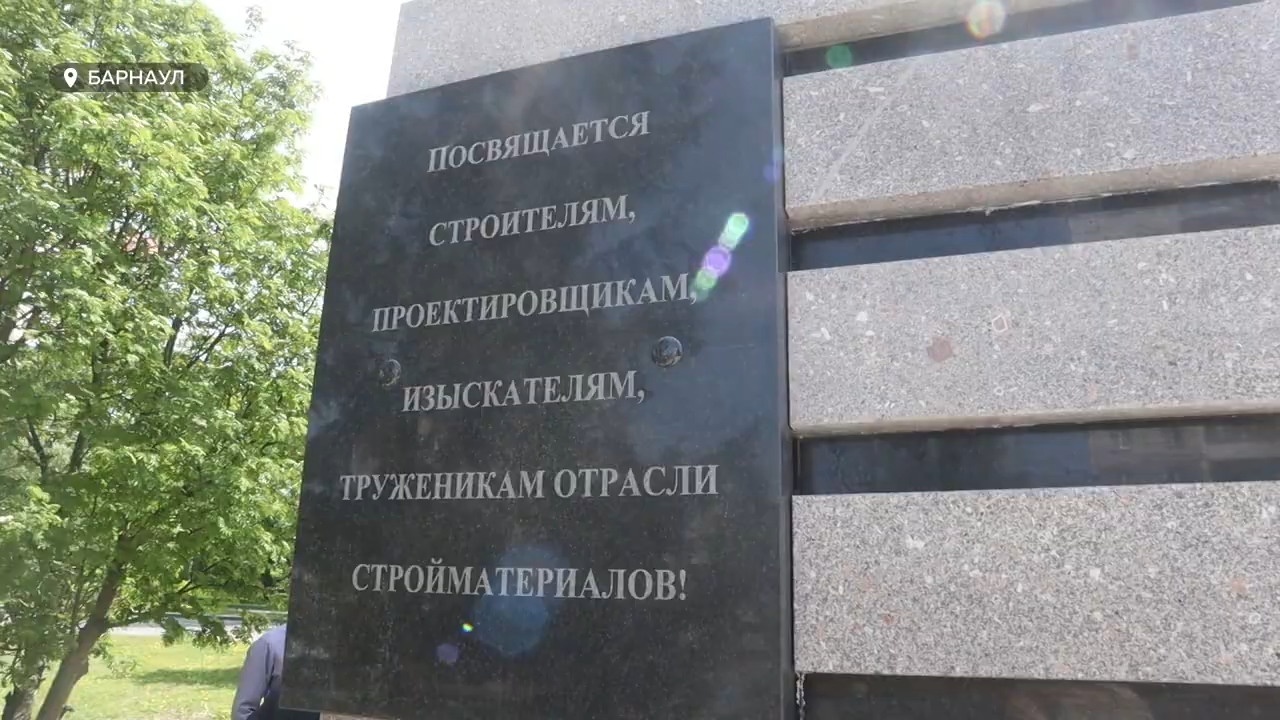 БАРНАУЛ
ПОСВЯЩАЕТСЯ
СТРОИТЕЛЯМ,
ПРОЕКТИРОВЩИКАМ,
ИЗЫСКАТЕЛЯМ,
ТРУЖЕНИКАМ ОТРАСЛИ
СТРОЙМАТЕРИАЛОВ!